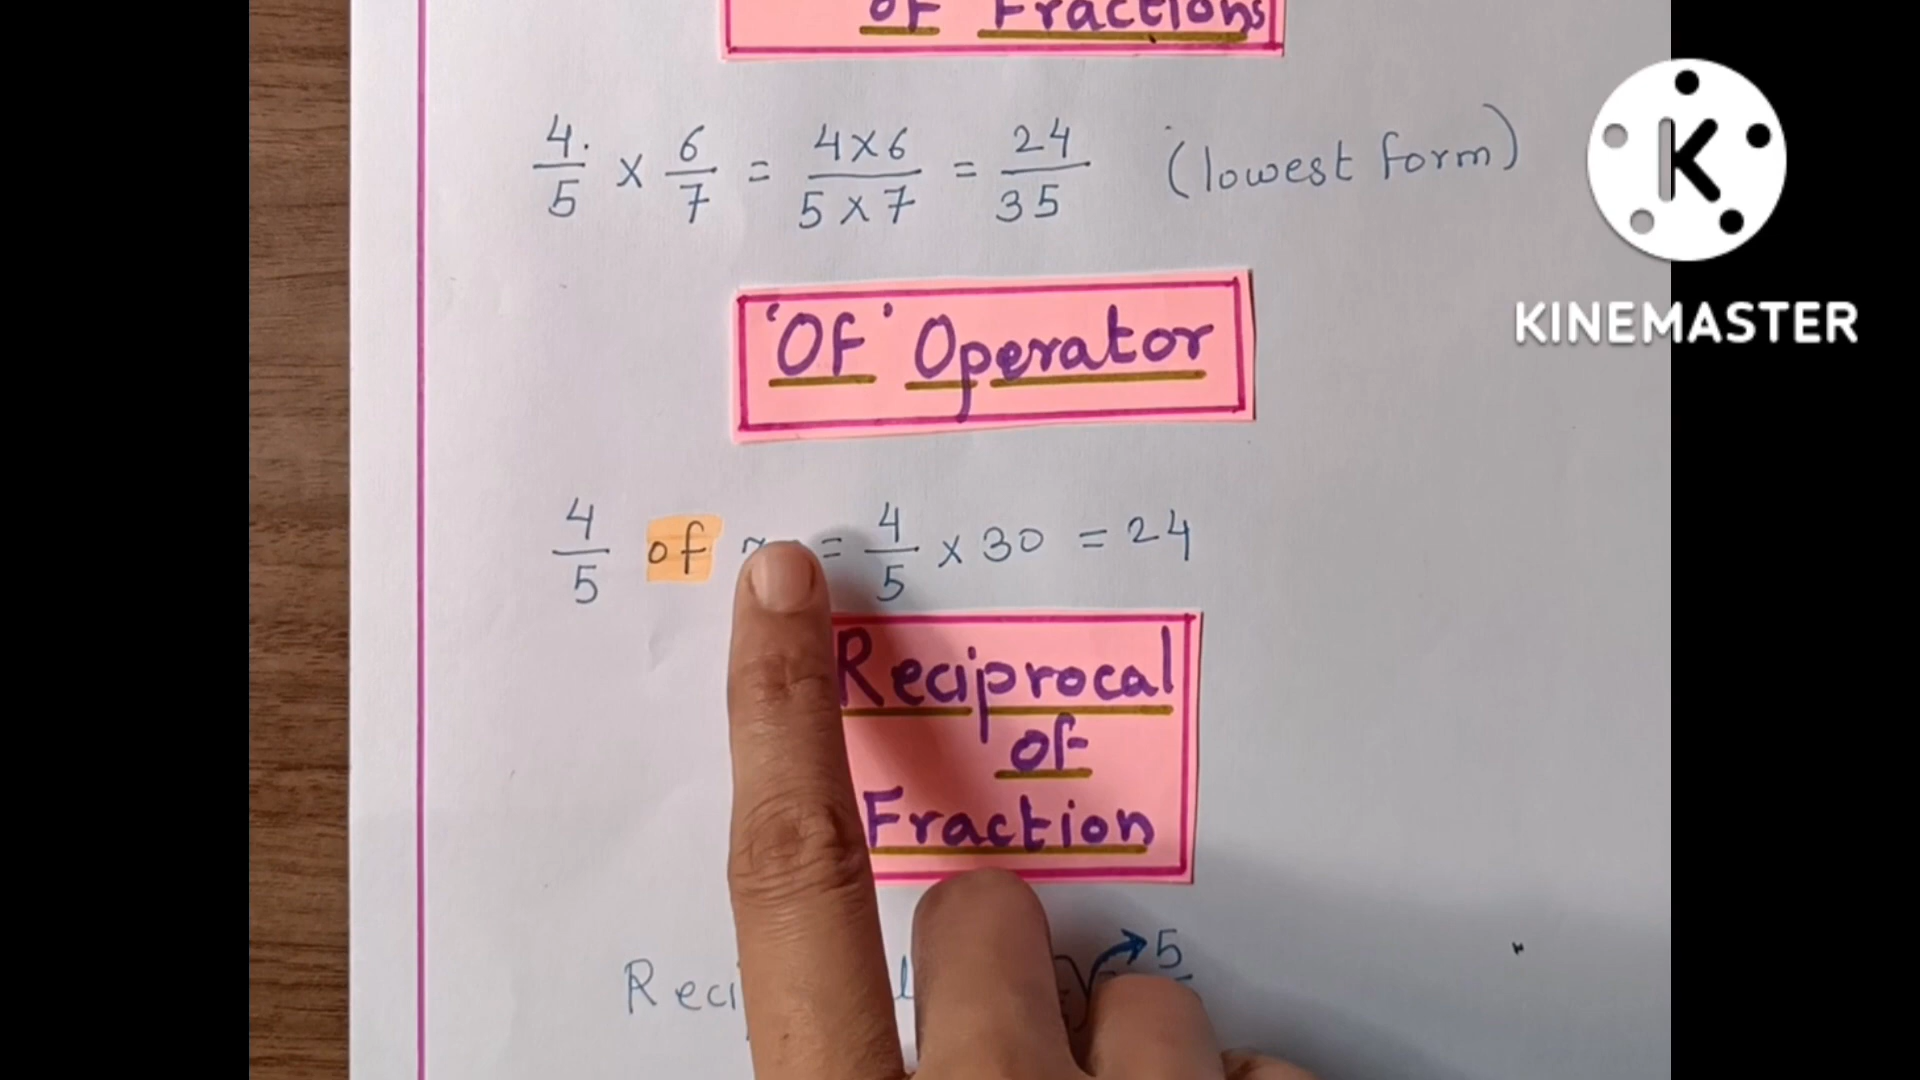 of Fractions
4/5 × 6/7 = 4×6/5×7 = 24/35 (lowest form)
KINEMASTER
'Of' Operator
4/5 of = 4/5 × 30 = 24
Reciprocal
of
Fraction
5